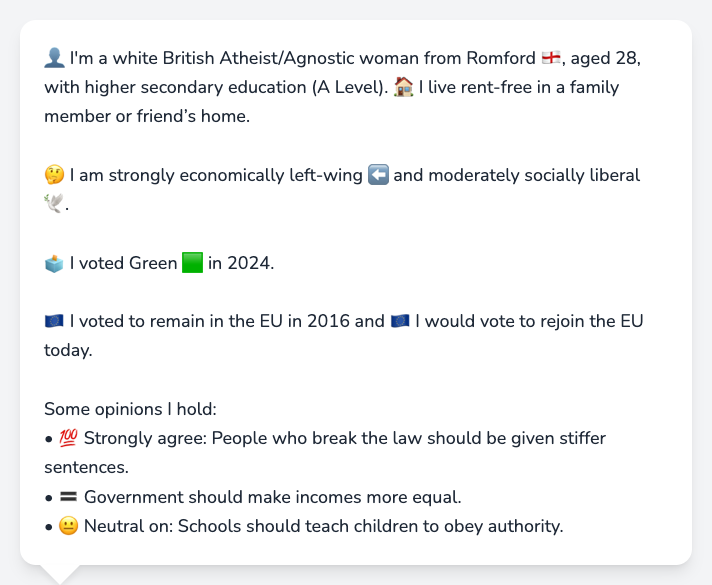 👤 I'm a white British Atheist/Agnostic woman from Romford 🏴󠁧󠁢󠁥󠁮󠁧󠁿, aged 28,
with higher secondary education (A Level). 🏠 I live rent-free in a family
member or friend’s home.
🤔 I am strongly economically left-wing ⬅️ and moderately socially liberal
🕊️.
🗳️ I voted Green 🟩 in 2024.
🇪🇺 I voted to remain in the EU in 2016 and 🇪🇺 I would vote to rejoin the EU
today.
Some opinions I hold:
• 💯 Strongly agree: People who break the law should be given stiffer
sentences.
• 🟰 Government should make incomes more equal.
• 😐 Neutral on: Schools should teach children to obey authority.